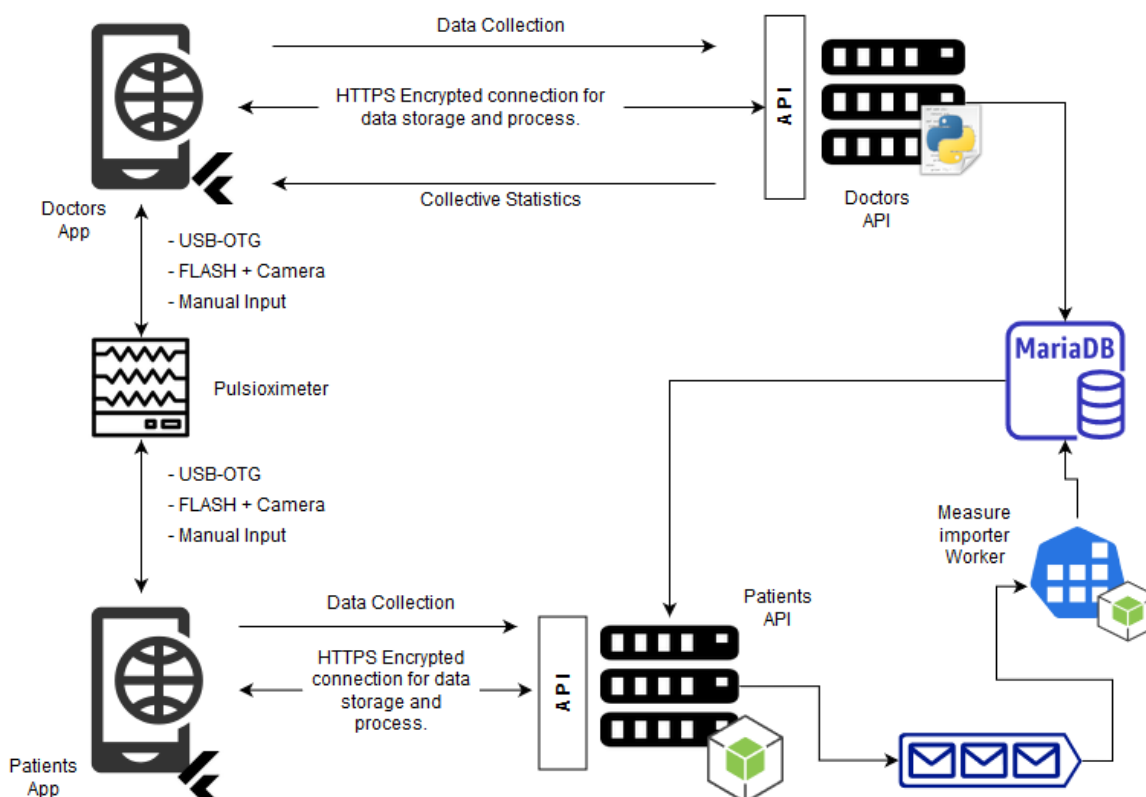 Data Collection
HTTPS Encrypted connection for
data storage and process.
API
Collective Statistics
Doctors
App
Doctors
API
- USB-OTG
- FLASH + Camera
- Manual Input
MariaDB
Pulsioximeter
- USB-OTG
- FLASH + Camera
- Manual Input
Measure
importer
Worker
Data Collection
Patients
API
HTTPS Encrypted
connection for data
storage and
process.
API
Patients
App